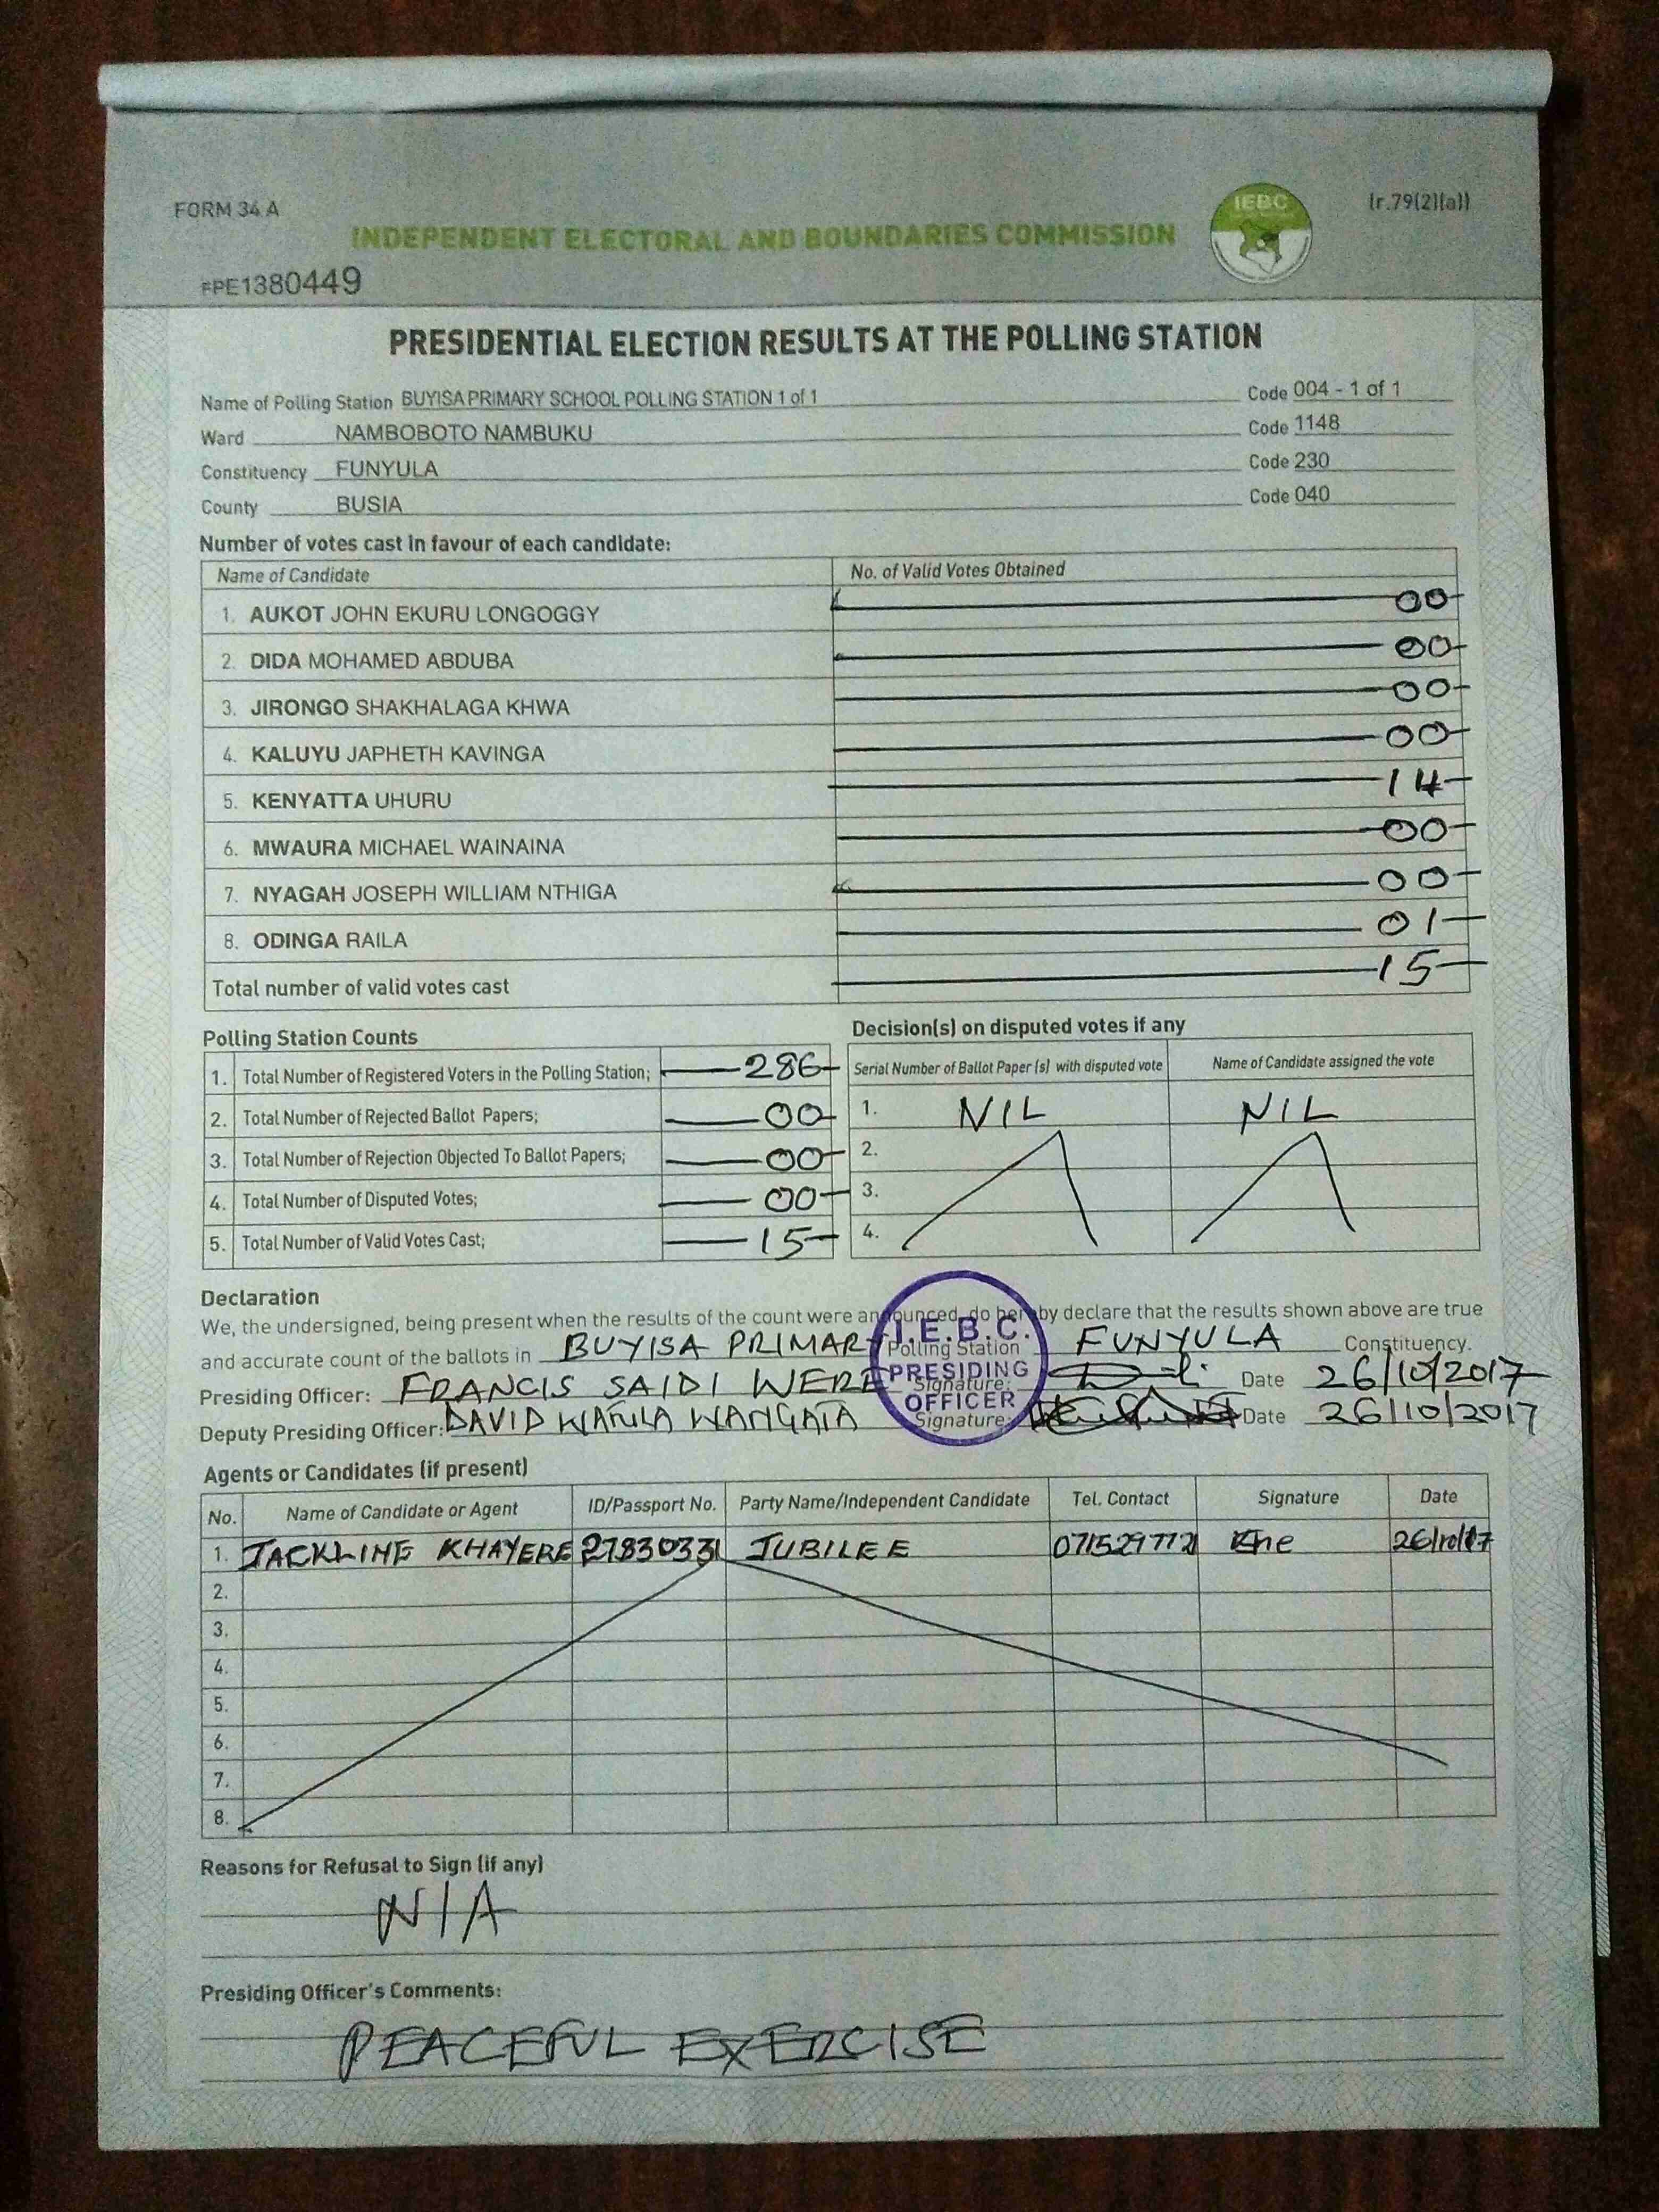 FORM 34 A
(r.79(2)(a))
IEBC
INDEPENDENT ELECTORAL AND BOUNDARIES COMMISSION
PE1380449
PRESIDENTIAL ELECTION RESULTS AT THE POLLING STATION
Name of Polling Station BUYISA PRIMARY SCHOOL POLLING STATION 1 of 1 Code 004 - 1 of 1
Ward NAMBOBOTO NAMBUKU Code 1148
Constituency FUNYULA Code 230
County BUSIA Code 040
Number of votes cast in favour of each candidate:
Name of Candidate No. of Valid Votes Obtained
1. AUKOT JOHN EKURU LONGOGGY 00
2. DIDA MOHAMED ABDUBA 00
3. JIRONGO SHAKHALAGA KHWA 00
4. KALUYU JAPHETH KAVINGA 00
5. KENYATTA UHURU 14
6. MWAURA MICHAEL WAINAINA 00
7. NYAGAH JOSEPH WILLIAM NTHIGA 00
8. ODINGA RAILA 01
Total number of valid votes cast 15
Polling Station Counts
1. Total Number of Registered Voters in the Polling Station; 286
2. Total Number of Rejected Ballot Papers; 00
3. Total Number of Rejection Objected To Ballot Papers; 00
4. Total Number of Disputed Votes; 00
5. Total Number of Valid Votes Cast; 15
Decision(s) on disputed votes if any
Serial Number of Ballot Paper (s) with disputed vote Name of Candidate assigned the vote
1. NIL NIL
2.
3.
4.
Declaration
We, the undersigned, being present when the results of the count were announced, do hereby declare that the results shown above are true
and accurate count of the ballots in BUYISA PRIMARY Polling Station FUNYULA Constituency.
Presiding Officer: FRANCIS SAIDI WERE Signature: Date 26/10/2017
Deputy Presiding Officer: DAVID WANGATA Signature: Date 26/10/2017
I.E.B.C.
PRESIDING
OFFICER
Agents or Candidates (if present)
No. Name of Candidate or Agent ID/Passport No. Party Name/Independent Candidate Tel. Contact Signature Date
1. JACKLINE KHAYERE 27830331 JUBILEE 26/10/17
2.
3.
4.
5.
6.
7.
8.
Reasons for Refusal to Sign (if any)
N/A
Presiding Officer's Comments:
PEACEFUL EXERCISE